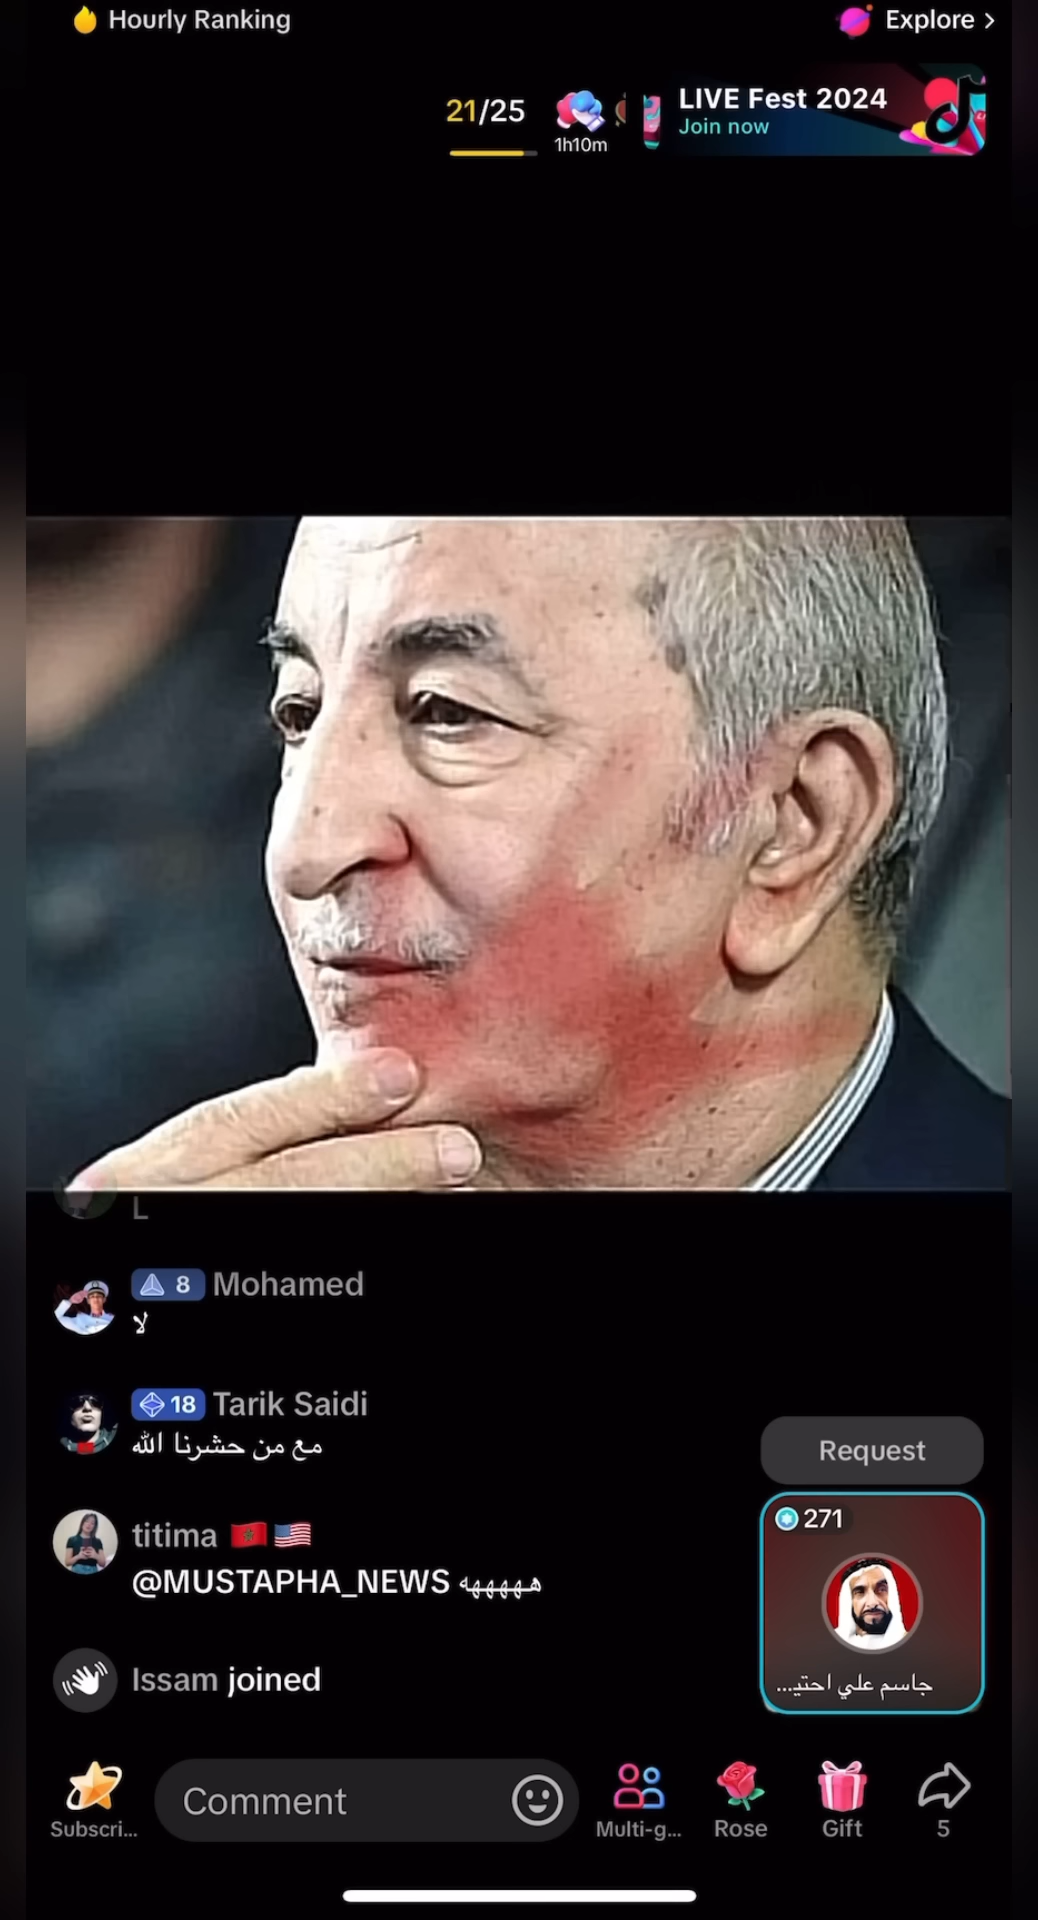 Hourly Ranking
Explore >
21/25
1h10m
LIVE Fest 2024
Join now
L
8 Mohamed
لا
18 Tarik Saidi
مع من حشرنا الله
titima
@MUSTAPHA_NEWS هههههه
Issam joined
Request
271
جاسم علي احتيـ...
Subscri...
Comment
Multi-g...
Rose
Gift
5